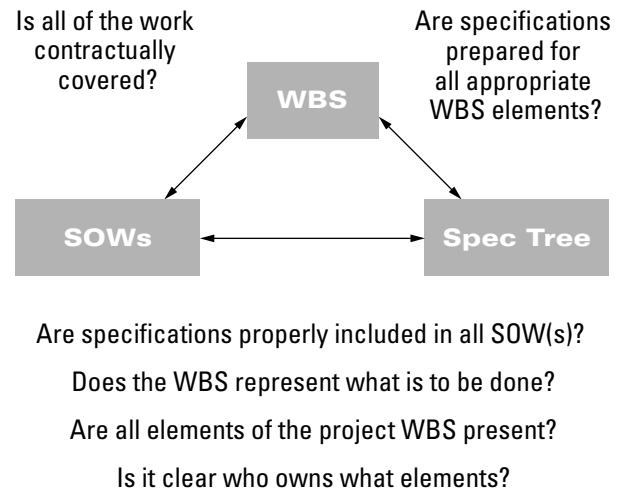 Is all of the work
contractually
covered?
Are specifications
prepared for
all appropriate
WBS elements?
WBS
SOWs
Spec Tree
Are specifications properly included in all SOW(s)?
Does the WBS represent what is to be done?
Are all elements of the project WBS present?
Is it clear who owns what elements?